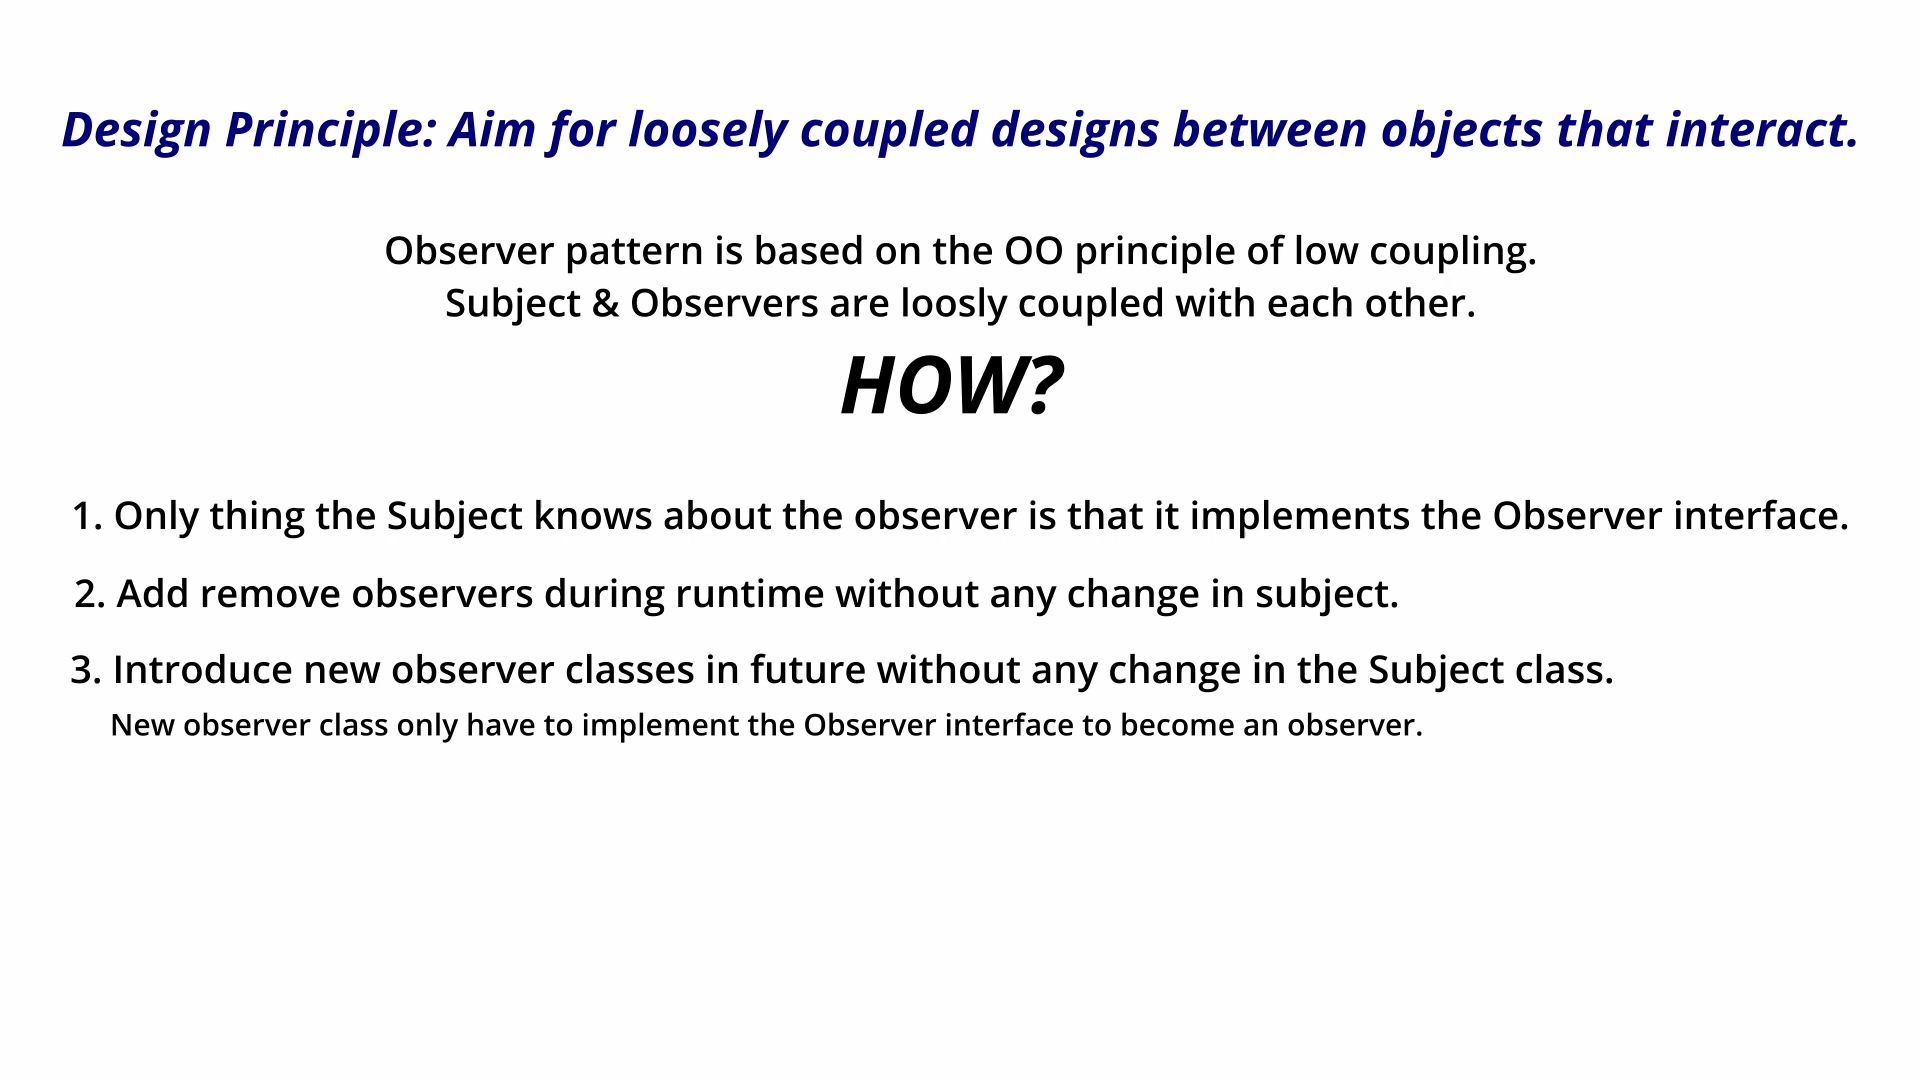 Design Principle: Aim for loosely coupled designs between objects that interact.
Observer pattern is based on the OO principle of low coupling.
Subject & Observers are loosly coupled with each other.
HOW?
1. Only thing the Subject knows about the observer is that it implements the Observer interface.
2. Add remove observers during runtime without any change in subject.
3. Introduce new observer classes in future without any change in the Subject class.
New observer class only have to implement the Observer interface to become an observer.